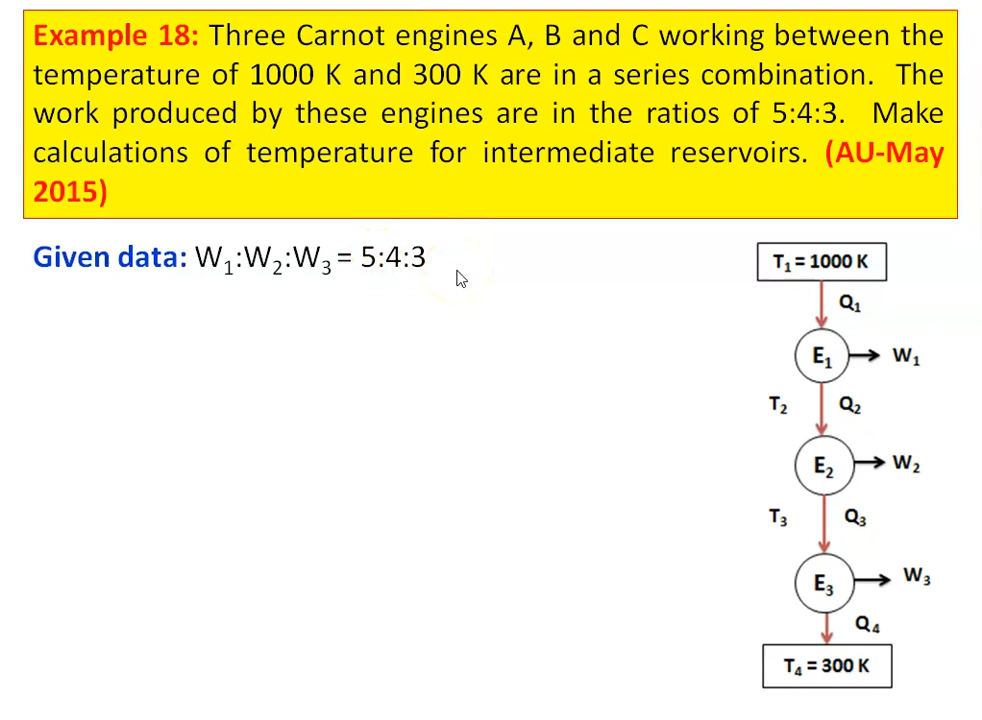 Example 18: Three Carnot engines A, B and C working between the
temperature of 1000 K and 300 K are in a series combination. The
work produced by these engines are in the ratios of 5:4:3. Make
calculations of temperature for intermediate reservoirs. (AU-May
2015)
Given data: W₁:W₂:W₃ = 5:4:3
T₁ = 1000 K
Q₁
E₁
W₁
T₂
Q₂
E₂
W₂
T₃
Q₃
E₃
W₃
Q₄
T₄ = 300 K